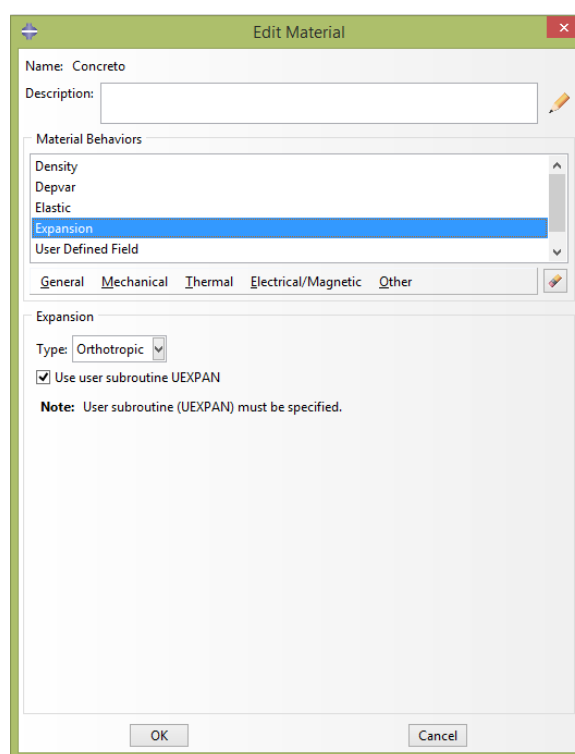 Edit Material
Name: Concreto
Description:
Material Behaviors
Density
Depvar
Elastic
Expansion
User Defined Field
General Mechanical Thermal Electrical/Magnetic Other
Expansion
Type: Orthotropic
Use user subroutine UEXPAN
Note: User subroutine (UEXPAN) must be specified.
OK Cancel